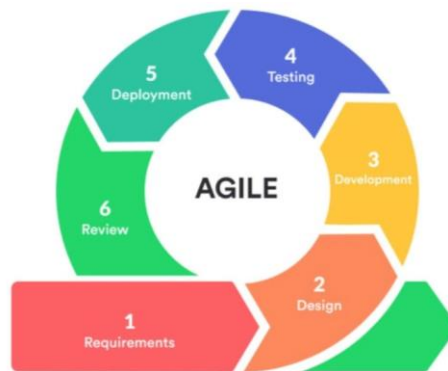 AGILE
1
Requirements
2
Design
3
Development
4
Testing
5
Deployment
6
Review